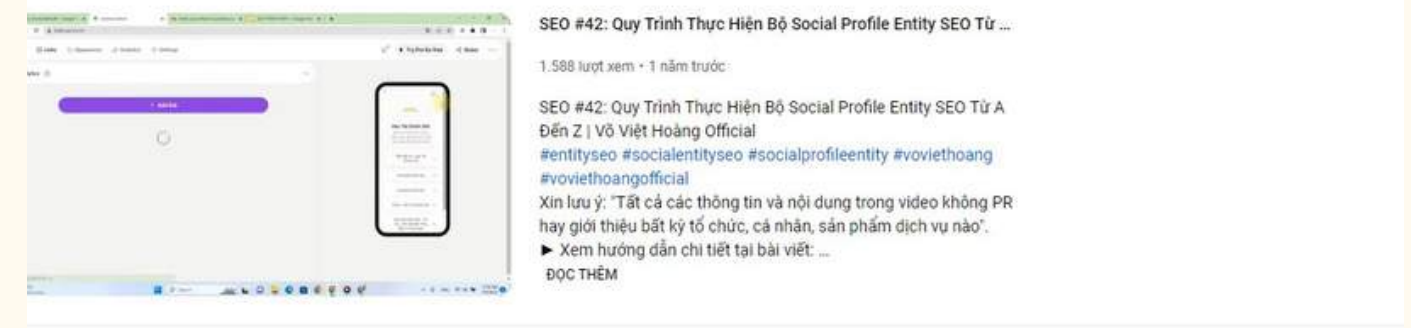 SEO #42: Quy Trình Thực Hiện Bộ Social Profile Entity SEO Từ ...
1.588 lượt xem • 1 năm trước
SEO #42: Quy Trình Thực Hiện Bộ Social Profile Entity SEO Từ A
Đến Z | Võ Việt Hoàng Official
#entityseo #socialentityseo #socialprofileentity #voviethoang
#voviethoangofficial
Xin lưu ý: "Tất cả các thông tin và nội dung trong video không PR
hay giới thiệu bất kỳ tổ chức, cá nhân, sản phẩm dịch vụ nào".
► Xem hướng dẫn chi tiết tại bài viết: ...
ĐỌC THÊM